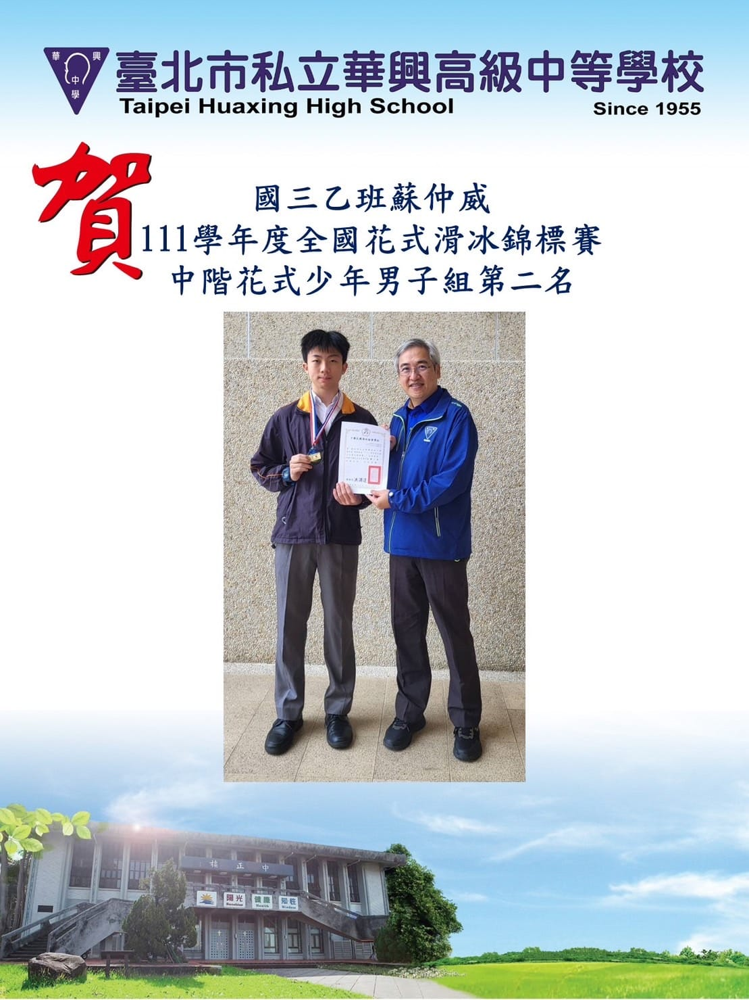 華興
中學
臺北市私立華興高級中等學校
Taipei Huaxing High School
Since 1955
賀
國三乙班蘇仲威
111學年度全國花式滑冰錦標賽
中階花式少年男子組第二名
樓正中
陽光 健康 知性
Sunshine Health Wisdom